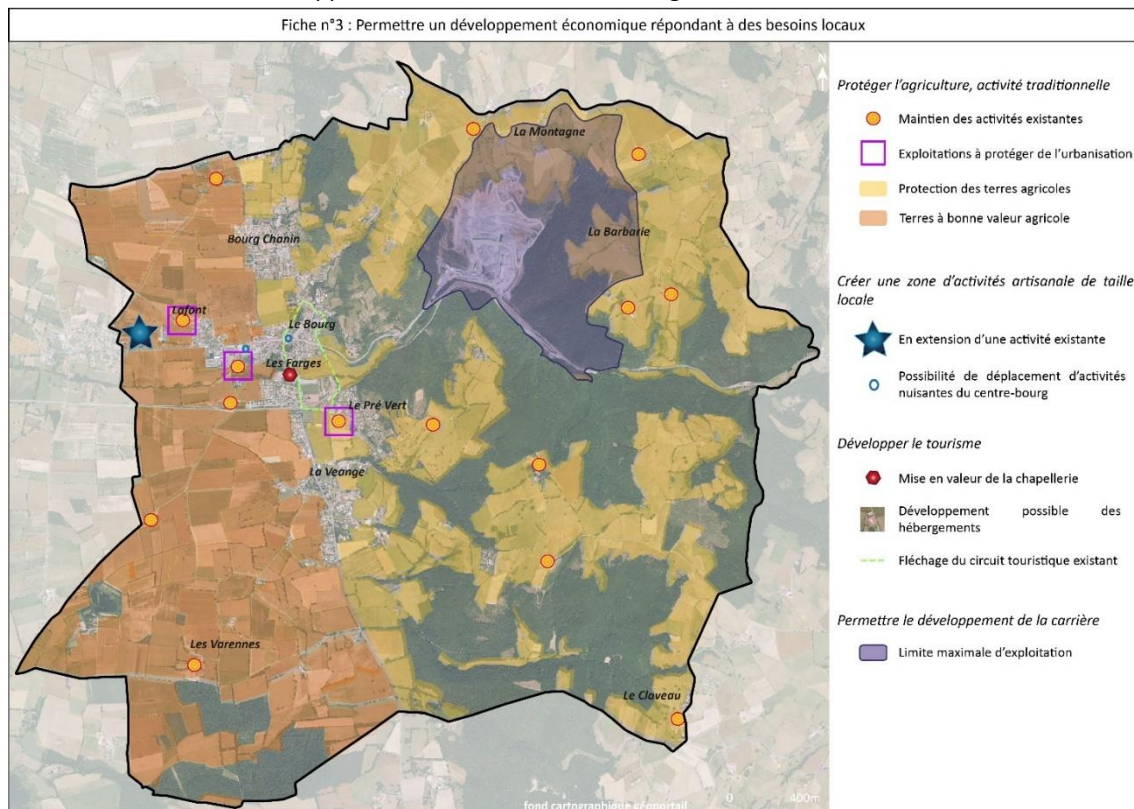 Fiche n°3 : Permettre un développement économique répondant à des besoins locaux
N
La Montagne
La Barbarie
Bourg Chanin
Lafont
Le Bourg
Les Farges
Le Pré Vert
La Veange
Les Varennes
Le Claveau
fond cartographique géoportail
0 400m
Protéger l'agriculture, activité traditionnelle
Maintien des activités existantes
Exploitations à protéger de l'urbanisation
Protection des terres agricoles
Terres à bonne valeur agricole
Créer une zone d'activités artisanale de taille
locale
En extension d'une activité existante
Possibilité de déplacement d'activités
nuisantes du centre-bourg
Développer le tourisme
Mise en valeur de la chapellerie
Développement possible des
hébergements
Fléchage du circuit touristique existant
Permettre le développement de la carrière
Limite maximale d'exploitation